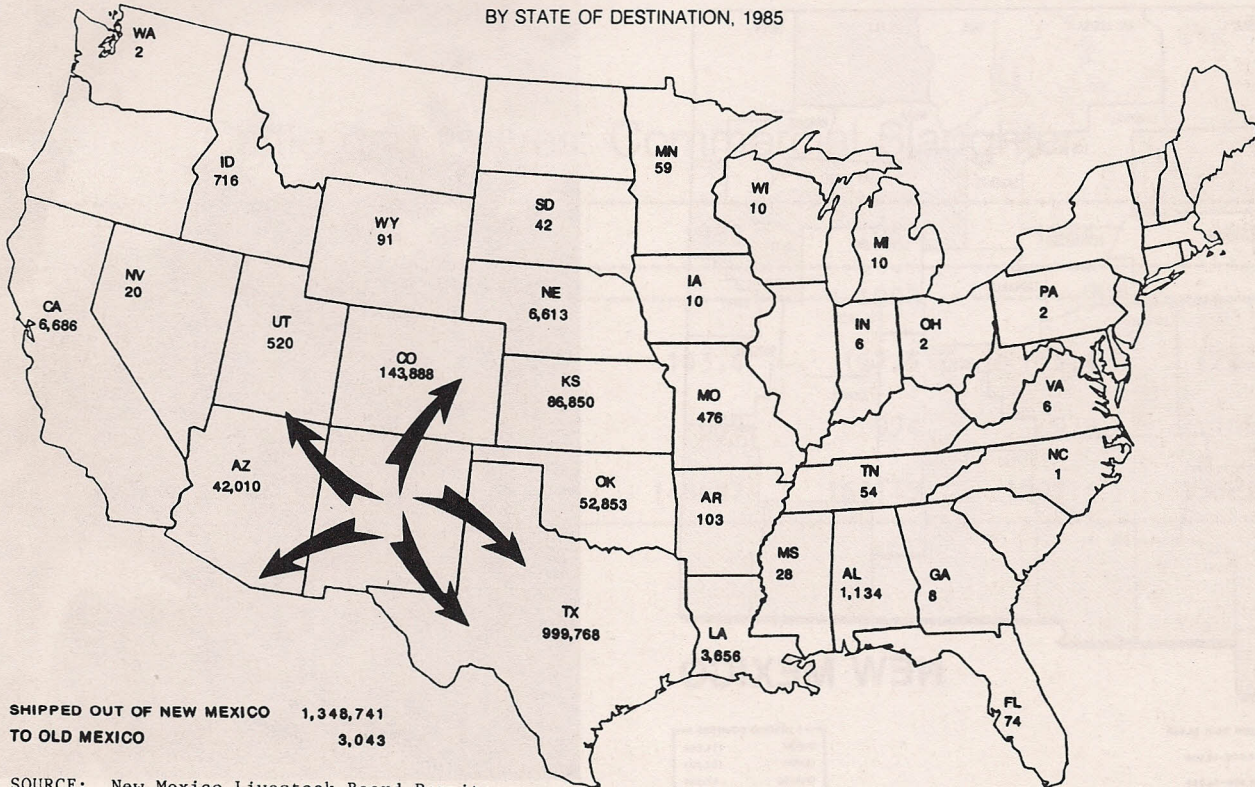 BY STATE OF DESTINATION, 1985
WA
2
ID
716
MN
59
WI
10
MI
10
SD
42
WY
91
NV
20
CA
6,686
UT
520
NE
6,613
IA
10
IN
6
OH
2
PA
2
CO
143,888
KS
86,850
MO
476
VA
6
AZ
42,010
OK
52,853
AR
103
TN
54
NC
1
MS
28
AL
1,134
GA
8
TX
999,768
LA
3,656
FL
74
SHIPPED OUT OF NEW MEXICO 1,348,741
TO OLD MEXICO 3,043
SOURCE: New Mexico Livestock Board Permits